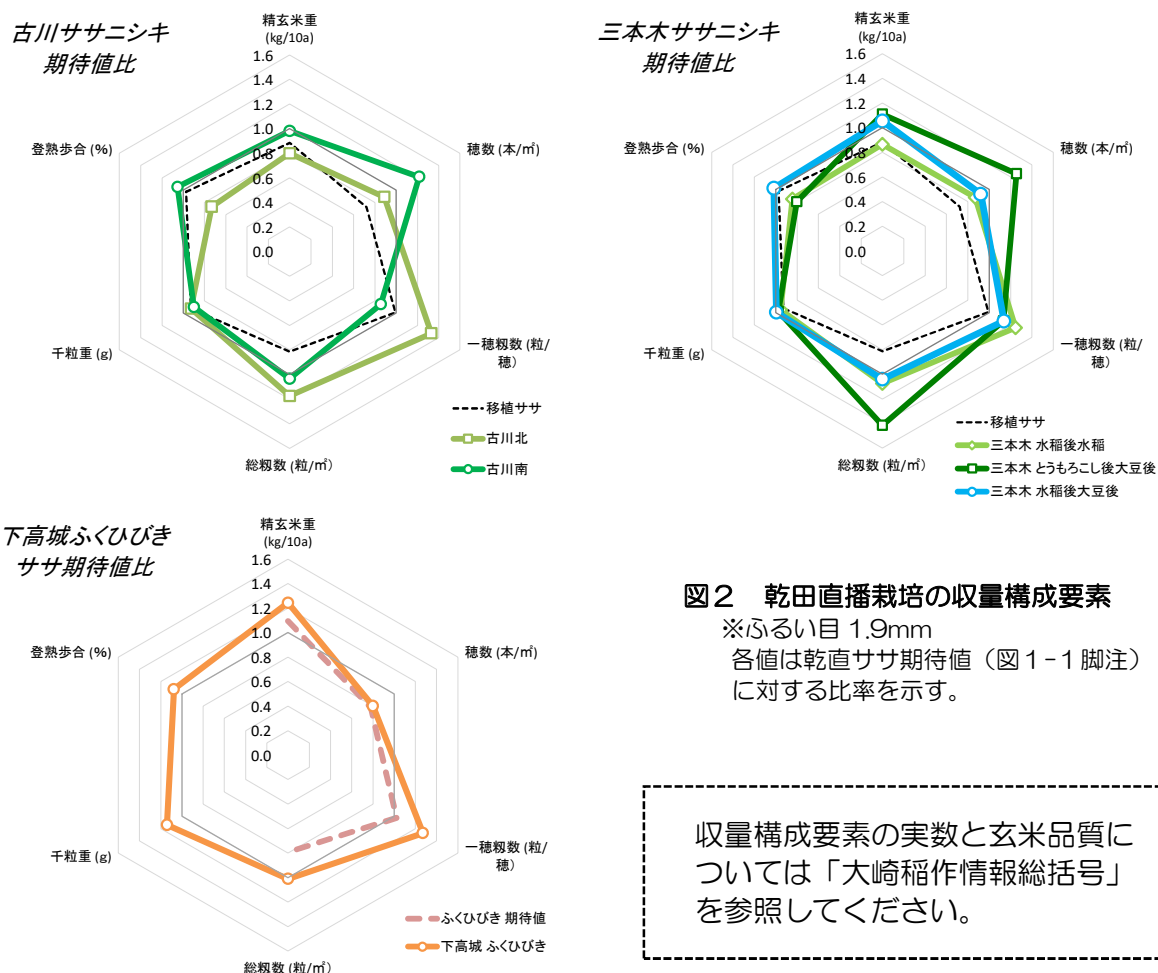 古川ササニシキ
期待値比
精玄米重
(kg/10a)
1.6
1.4
1.2
1.0
0.8
0.6
0.4
0.2
0.0
穂数 (本/㎡)
一穂籾数 (粒/
穂)
総籾数 (粒/㎡)
千粒重 (g)
登熟歩合 (%)
移植ササ
古川北
古川南
三本木ササニシキ
期待値比
精玄米重
(kg/10a)
1.6
1.4
1.2
1.0
0.8
0.6
0.4
0.2
0.0
穂数 (本/㎡)
一穂籾数 (粒/
穂)
総籾数 (粒/㎡)
千粒重 (g)
登熟歩合 (%)
移植ササ
三本木 水稲後水稲
三本木 とうもろこし後大豆後
三本木 水稲後大豆後
下高城ふくひびき
ササ期待値比
精玄米重
(kg/10a)
1.6
1.4
1.2
1.0
0.8
0.6
0.4
0.2
0.0
穂数 (本/㎡)
一穂籾数 (粒/
穂)
総籾数 (粒/㎡)
千粒重 (g)
登熟歩合 (%)
ふくひびき 期待値
下高城 ふくひびき
図2 乾田直播栽培の収量構成要素
※ふるい目 1.9mm
各値は乾直ササ期待値（図1-1脚注）
に対する比率を示す。
収量構成要素の実数と玄米品質に
ついては「大崎稲作情報総括号」
を参照してください。